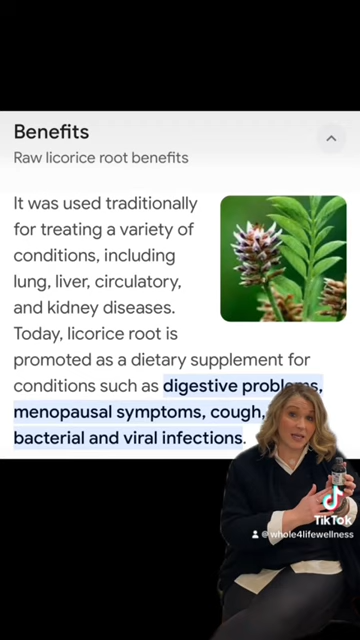 Benefits
Raw licorice root benefits
It was used traditionally
for treating a variety of
conditions, including
lung, liver, circulatory,
and kidney diseases.
Today, licorice root is
promoted as a dietary supplement for
conditions such as digestive problems,
menopausal symptoms, cough,
bacterial and viral infections.
TikTok
@whole4lifewellness